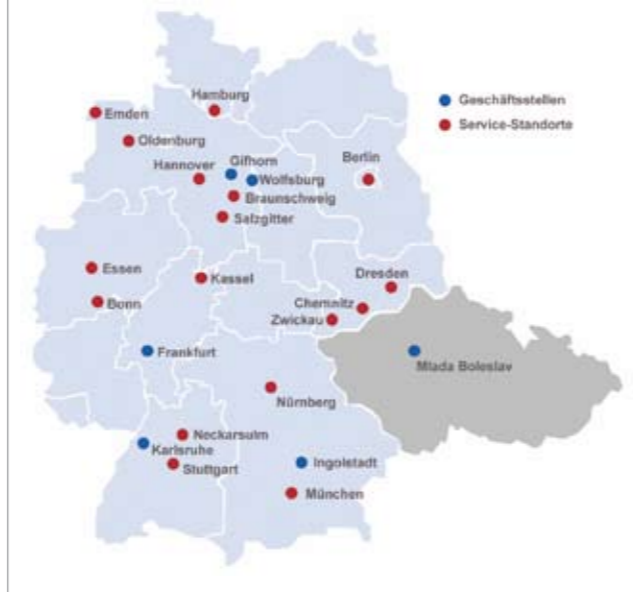 Hamburg
Geschäftsstellen
Emden
Service-Standorte
Oldenburg
Gifhorn
Berlin
Hannover
Wolfsburg
Braunschweig
Salzgitter
Essen
Kassel
Dresden
Bonn
Chemnitz
Zwickau
Frankfurt
Mlada Boleslav
Nürnberg
Neckarsulm
Karlsruhe
Stuttgart
Ingolstadt
München